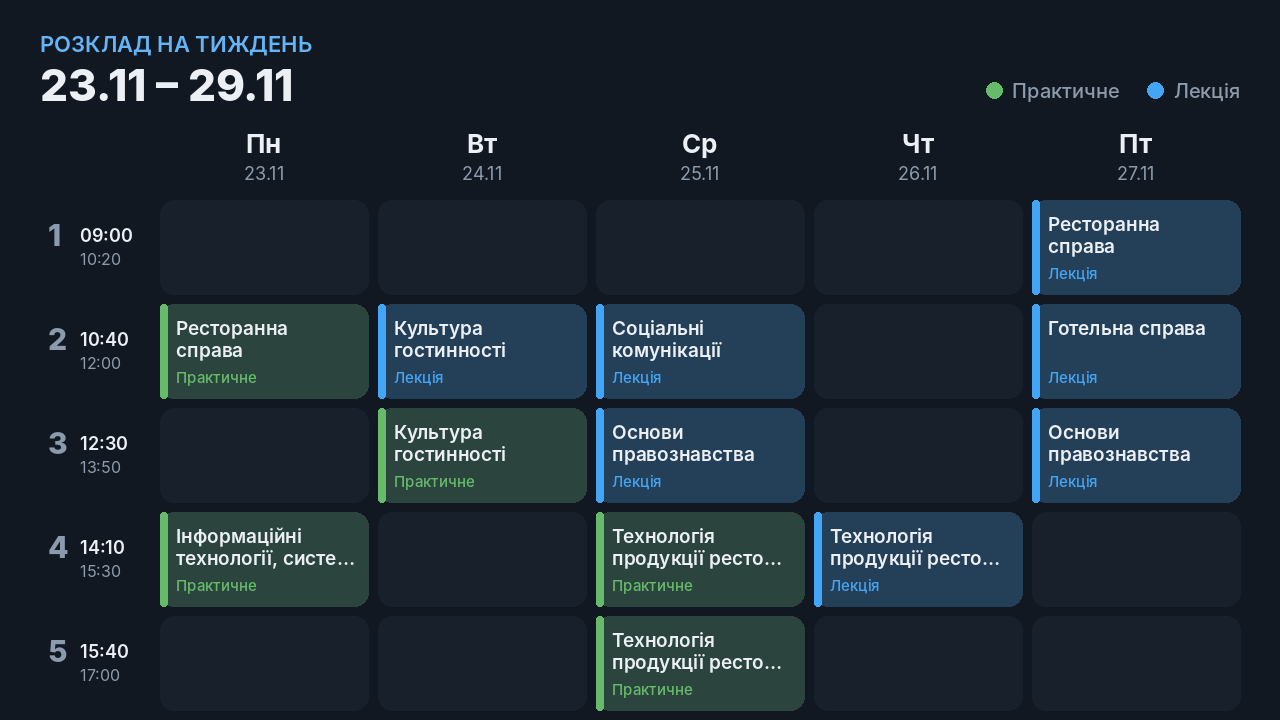 РОЗКЛАД НА ТИЖДЕНЬ
23.11 – 29.11
Практичне
Лекція
Пн
Вт
Ср
Чт
Пт
23.11
24.11
25.11
26.11
27.11
1
09:00
10:20
Ресторанна
справа
Лекція
2
10:40
12:00
Ресторанна
справа
Практичне
Культура
гостинності
Лекція
Соціальні
комунікації
Лекція
Готельна справа
Лекція
3
12:30
13:50
Культура
гостинності
Практичне
Основи
правознавства
Лекція
Основи
правознавства
Лекція
4
14:10
15:30
Інформаційні
технології, систе...
Практичне
Технологія
продукції ресто...
Практичне
Технологія
продукції ресто...
Лекція
5
15:40
17:00
Технологія
продукції ресто...
Практичне